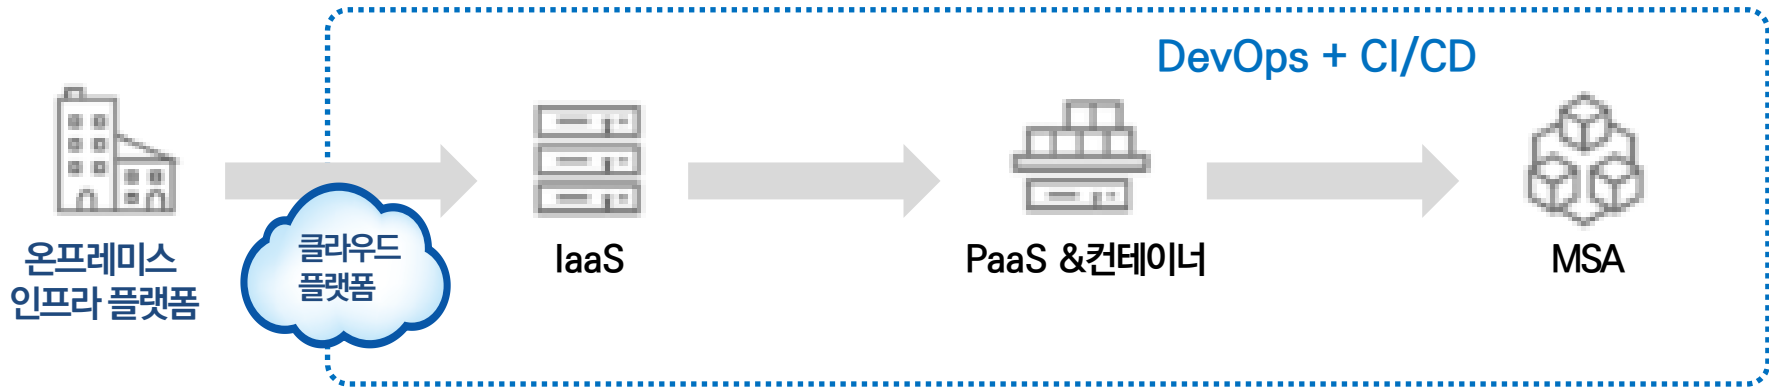 DevOps + CI/CD
온프레미스
인프라 플랫폼
클라우드
플랫폼
IaaS
PaaS &컨테이너
MSA